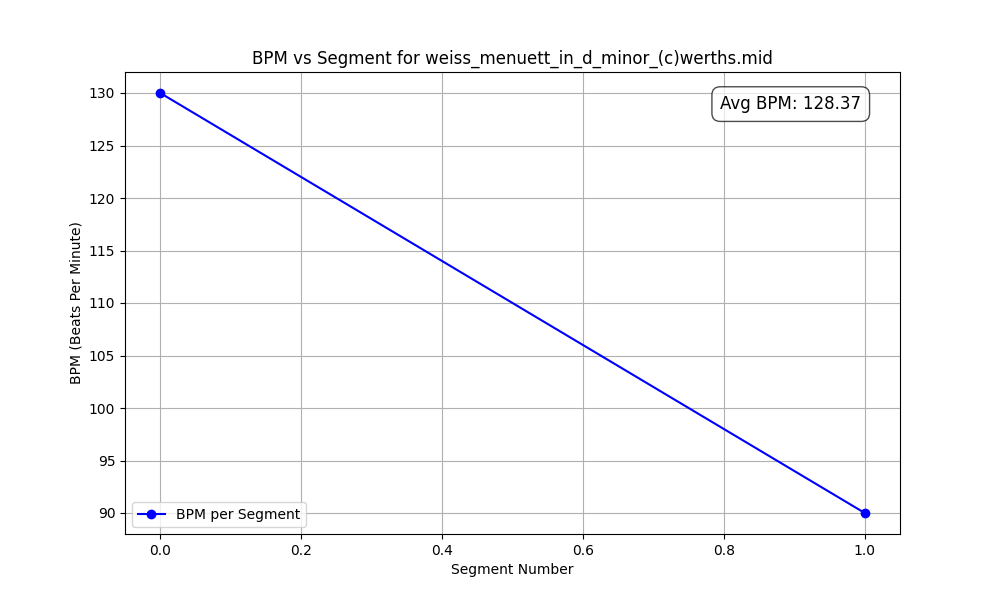 BPM vs Segment for weiss_menuett_in_d_minor_(c)werths.mid
Avg BPM: 128.37
BPM (Beats Per Minute)
130
125
120
115
110
105
100
95
90
BPM per Segment
0.0 0.2 0.4 0.6 0.8 1.0
Segment Number